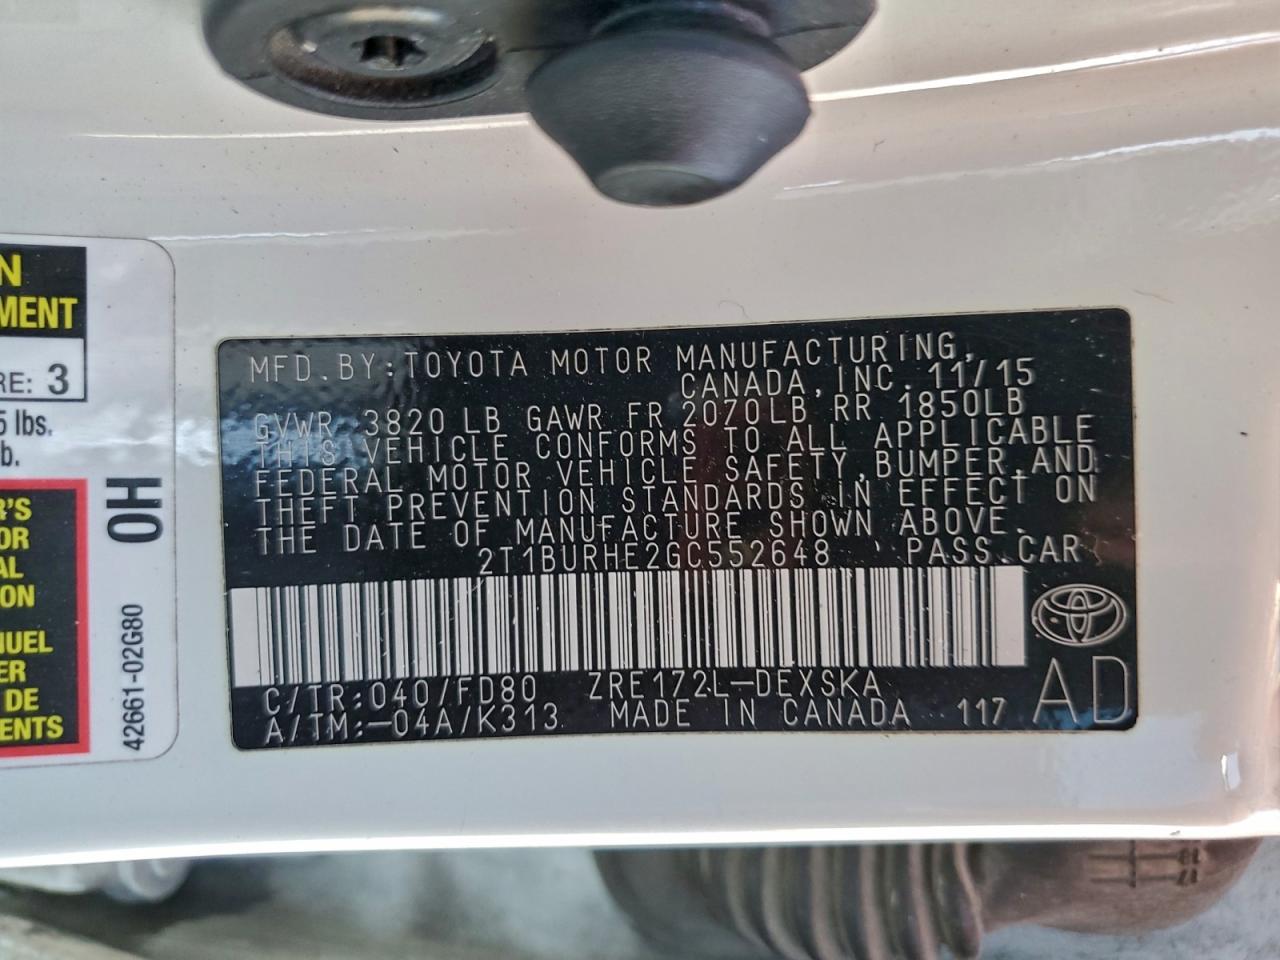 N
MENT
RE: 3
5 lbs.
b.
R'S
OR
AL
ON
NUEL
ER
DE
ENTS
OH
42661-02G80
MFD.BY:TOYOTA MOTOR MANUFACTURING,
CANADA,INC. 11/15
GVWR 3820 LB GAWR FR 2070LB RR 1850LB
THIS VEHICLE CONFORMS TO ALL APPLICABLE
FEDERAL MOTOR VEHICLE SAFETY,BUMPER,AND
THEFT PREVENTION STANDARDS IN EFFECT ON
THE DATE OF MANUFACTURE SHOWN ABOVE.
2T1BURHE2GC552648 PASS.CAR
C/TR:040/FD80 ZRE172L-DEXSKA
A/TM:-04A/K313 MADE IN CANADA 117
AD